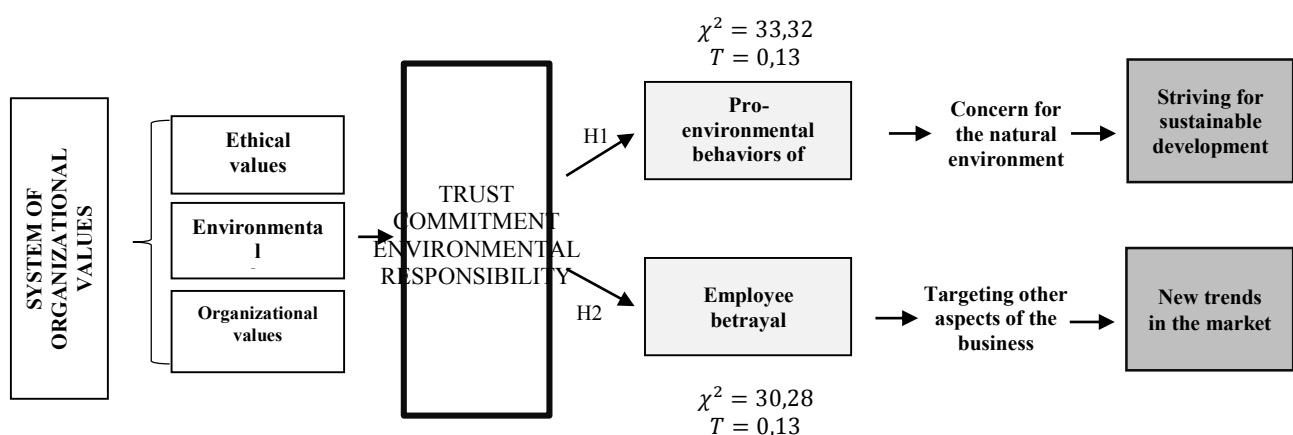 SYSTEM OF
ORGANIZATIONAL
VALUES
Ethical
values
Environmenta
l
Organizational
values
TRUST
COMMITMENT
ENVIRONMENTAL
RESPONSIBILITY
H1
H2
χ² = 33,32
T = 0,13
Pro-
environmental
behaviors of
Concern for
the natural
environment
Striving for
sustainable
development
Employee
betrayal
Targeting other
aspects of the
business
New trends
in the market
χ² = 30,28
T = 0,13